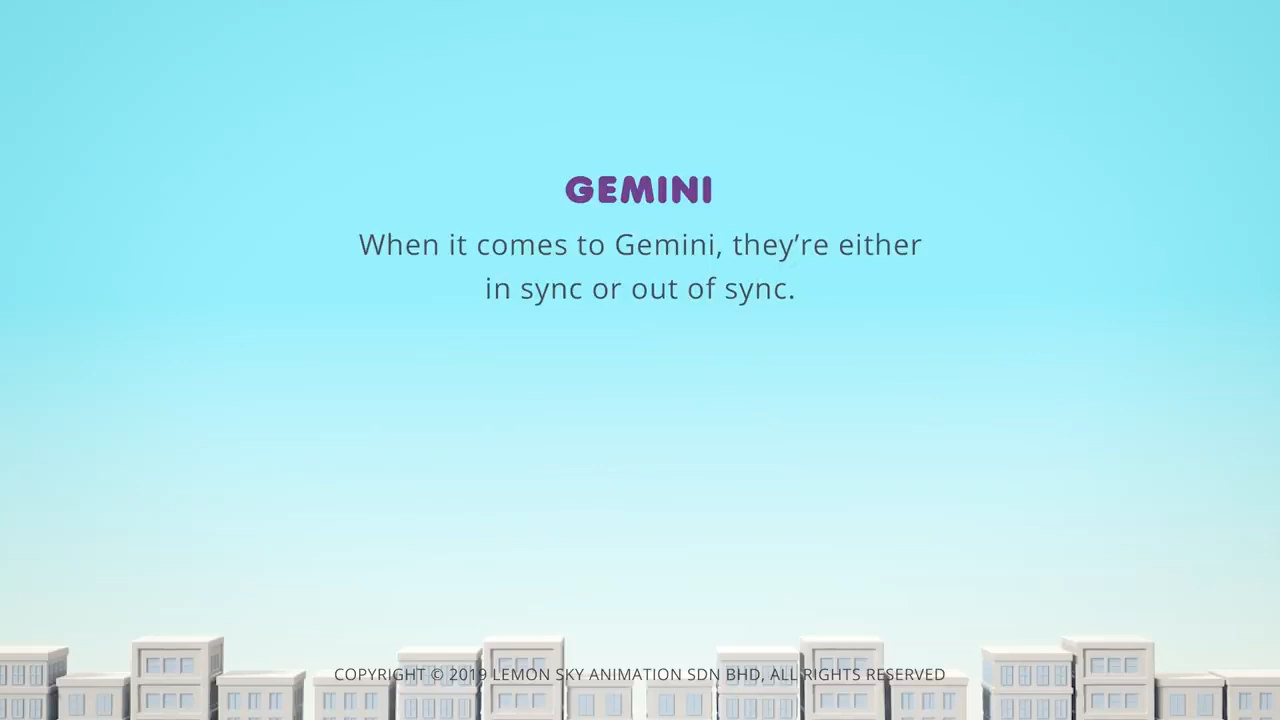 GEMINI
When it comes to Gemini, they’re either
in sync or out of sync.
COPYRIGHT © 2019 LEMON SKY ANIMATION SDN BHD, ALL RIGHTS RESERVED